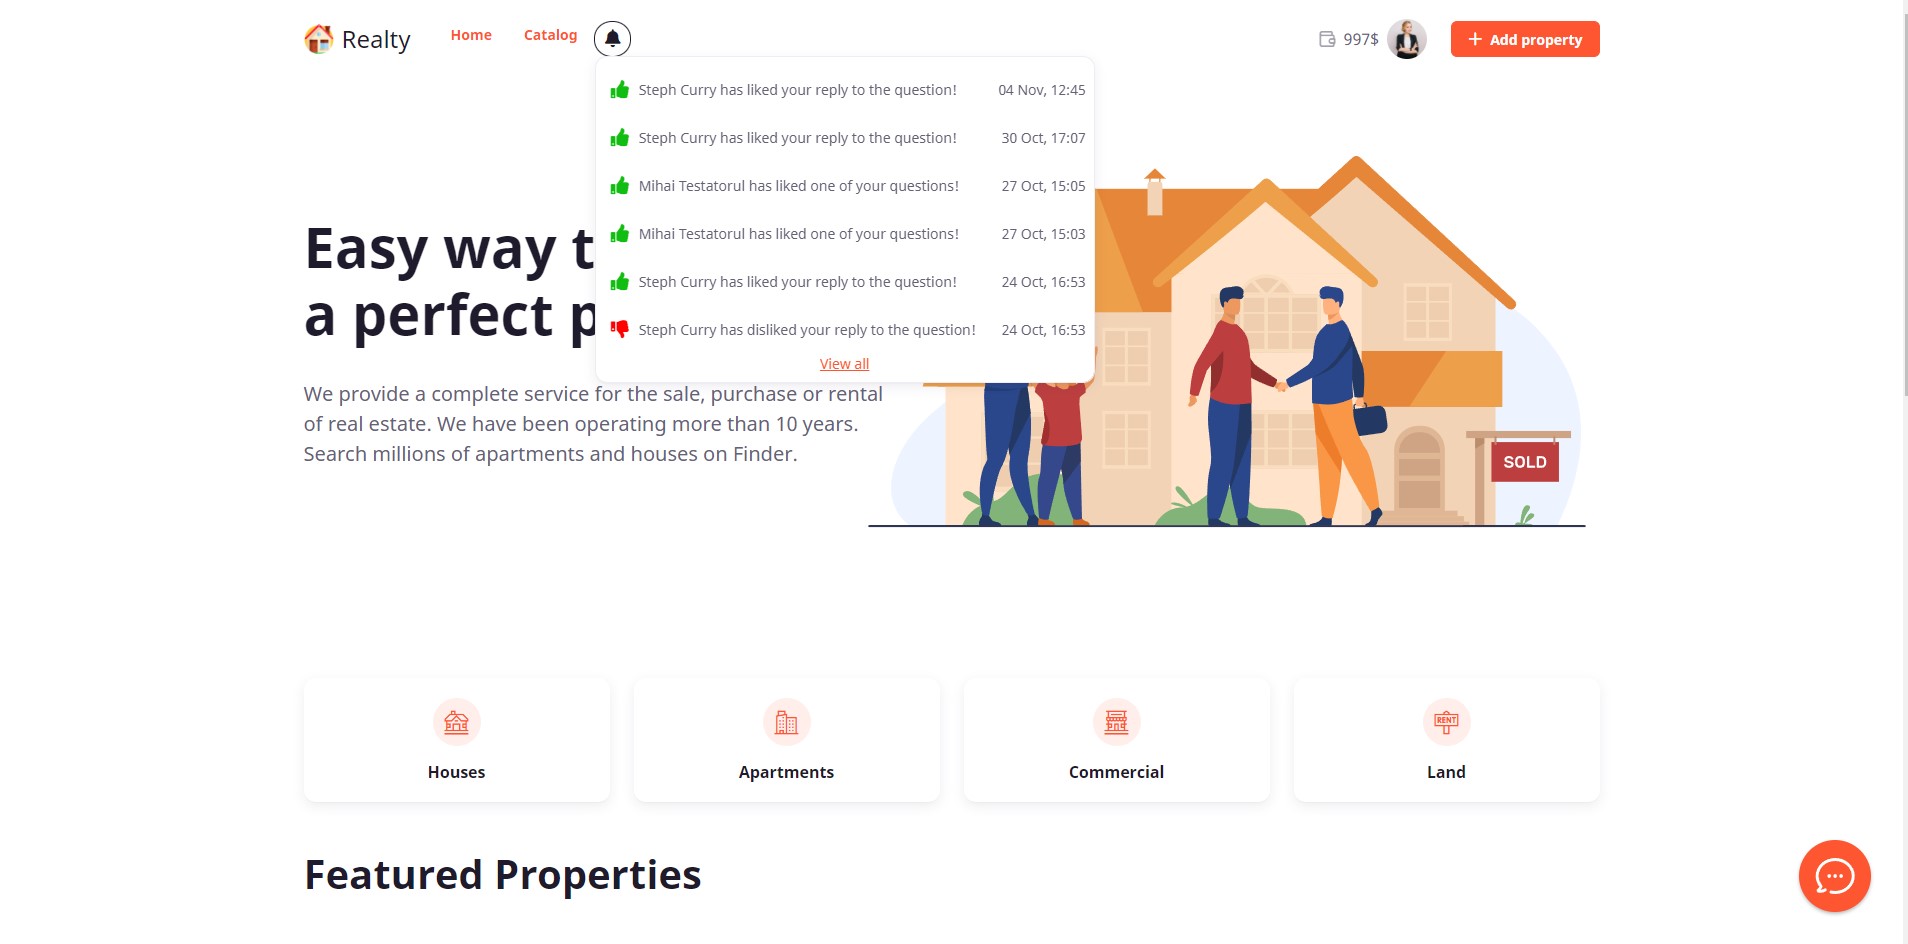 Realty
Home
Catalog
997$
Add property
Steph Curry has liked your reply to the question! 04 Nov, 12:45
Steph Curry has liked your reply to the question! 30 Oct, 17:07
Mihai Testatorul has liked one of your questions! 27 Oct, 15:05
Mihai Testatorul has liked one of your questions! 27 Oct, 15:03
Steph Curry has liked your reply to the question! 24 Oct, 16:53
Steph Curry has disliked your reply to the question! 24 Oct, 16:53
View all
Easy way t
a perfect p
We provide a complete service for the sale, purchase or rental
of real estate. We have been operating more than 10 years.
Search millions of apartments and houses on Finder.
SOLD
Houses
Apartments
Commercial
RENT
Land
Featured Properties